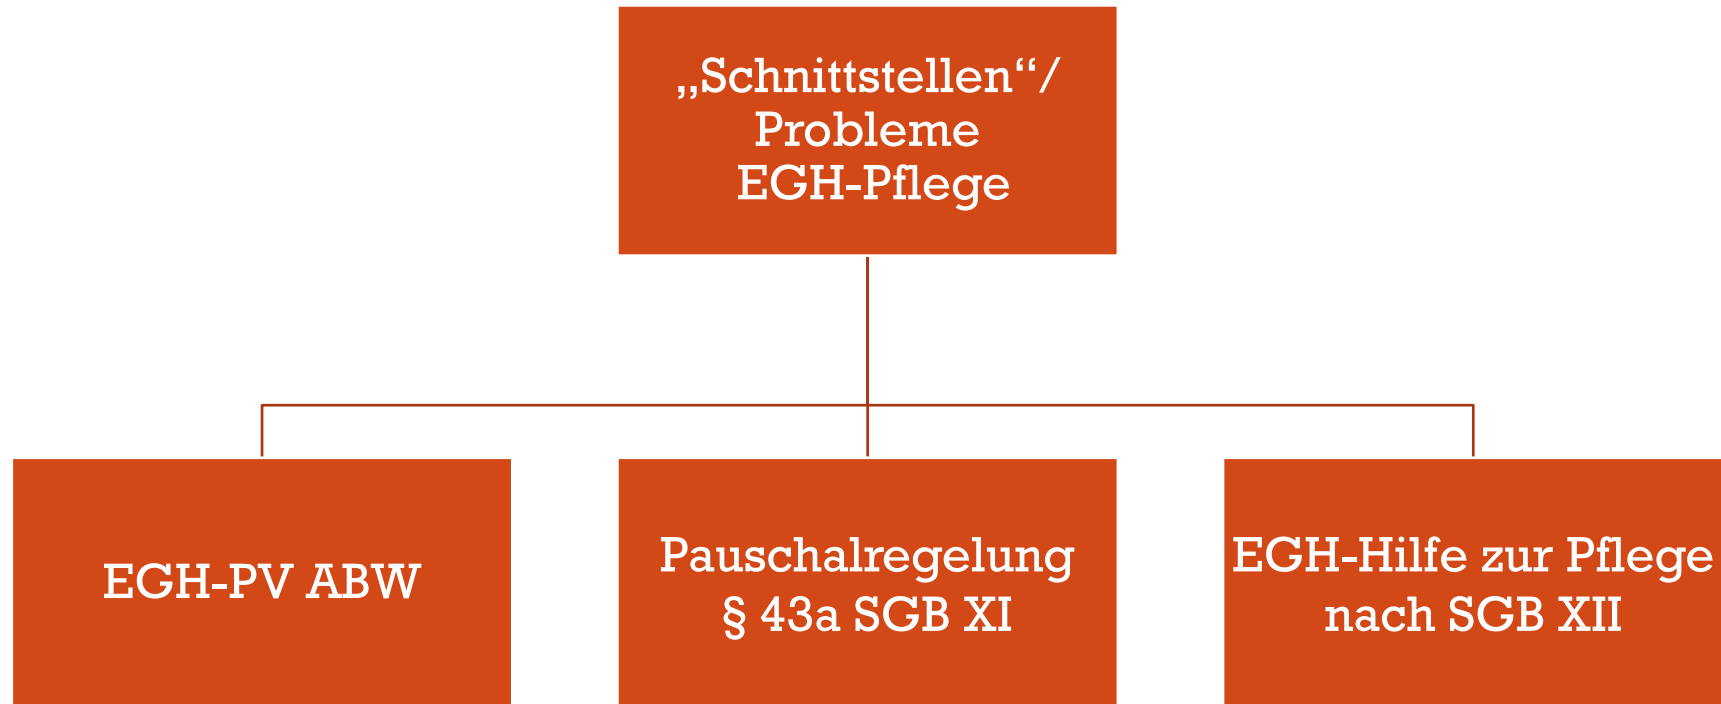 „Schnittstellen“/
Probleme
EGH-Pflege
EGH-PV ABW
Pauschalregelung
§ 43a SGB XI
EGH-Hilfe zur Pflege
nach SGB XII